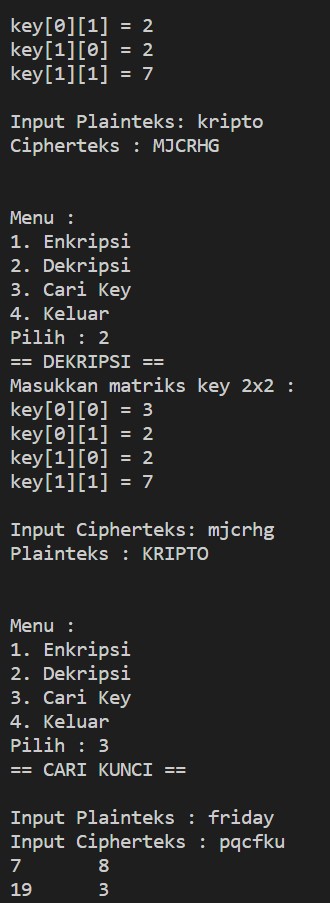 key[0][1] = 2
key[1][0] = 2
key[1][1] = 7
Input Plainteks: kripto
Cipherteks : MJCRHG
Menu :
1. Enkripsi
2. Dekripsi
3. Cari Key
4. Keluar
Pilih : 2
== DEKRIPSI ==
Masukkan matriks key 2x2 :
key[0][0] = 3
key[0][1] = 2
key[1][0] = 2
key[1][1] = 7
Input Cipherteks: mjcrhg
Plainteks : KRIPTO
Menu :
1. Enkripsi
2. Dekripsi
3. Cari Key
4. Keluar
Pilih : 3
== CARI KUNCI ==
Input Plainteks : friday
Input Cipherteks : pqcfku
7 8
19 3